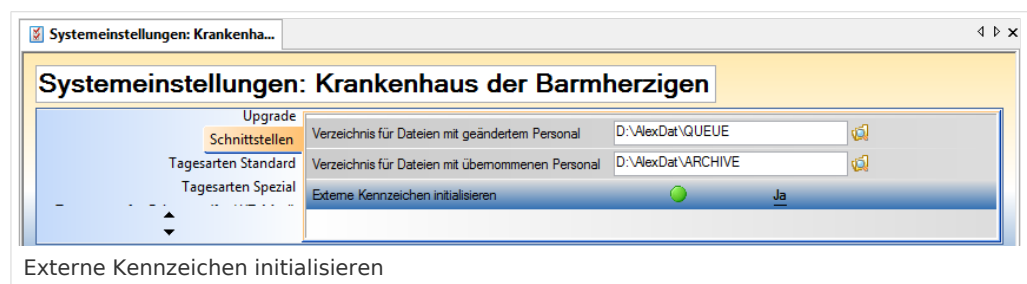 Systemeinstellungen: Krankenha...
Systemeinstellungen: Krankenhaus der Barmherzigen
Upgrade
Schnittstellen
Tagesarten Standard
Tagesarten Spezial
Verzeichnis für Dateien mit geändertem Personal D:\AlexDat\QUEUE
Verzeichnis für Dateien mit übernommenen Personal D:\AlexDat\ARCHIVE
Externe Kennzeichen initialisieren Ja
Externe Kennzeichen initialisieren